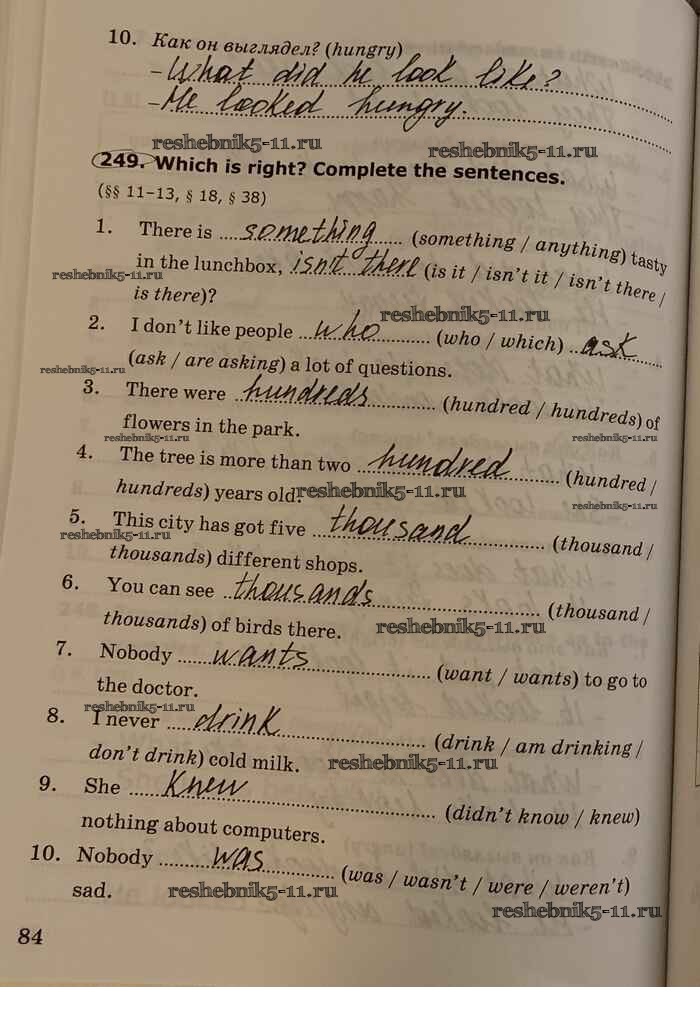 10. Как он выглядел? (hungry)
– What did he look like?
– He looked hungry.
reshebnik5-11.ru reshebnik5-11.ru
249. Which is right? Complete the sentences.
(§§ 11–13, § 18, § 38)
1. There is ... something ... (something / anything) tasty
in the lunchbox, isn't there (is it / isn't it / isn't there /
reshebnik5-11.ru
is there)?
reshebnik5-11.ru
2. I don't like people ... who ... (who / which) ... ask
(ask / are asking) a lot of questions.
reshebnik5-11.ru
3. There were hundreds ... (hundred / hundreds) of
flowers in the park.
reshebnik5-11.ru reshebnik5-11.ru
4. The tree is more than two ... hundred ... (hundred /
hundreds) years old. reshebnik5-11.ru
reshebnik5-11.ru
5. This city has got five ... thousand ... (thousand /
reshebnik5-11.ru
thousands) different shops.
6. You can see ... thousands ... (thousand /
thousands) of birds there. reshebnik5-11.ru
7. Nobody ... wants ... (want / wants) to go to
the doctor.
reshebnik5-11.ru
8. I never ... drink ... (drink / am drinking /
don't drink) cold milk. reshebnik5-11.ru
9. She ... knew ... (didn't know / knew)
nothing about computers.
10. Nobody ... was ... (was / wasn't / were / weren't)
sad. reshebnik5-11.ru reshebnik5-11.ru
84